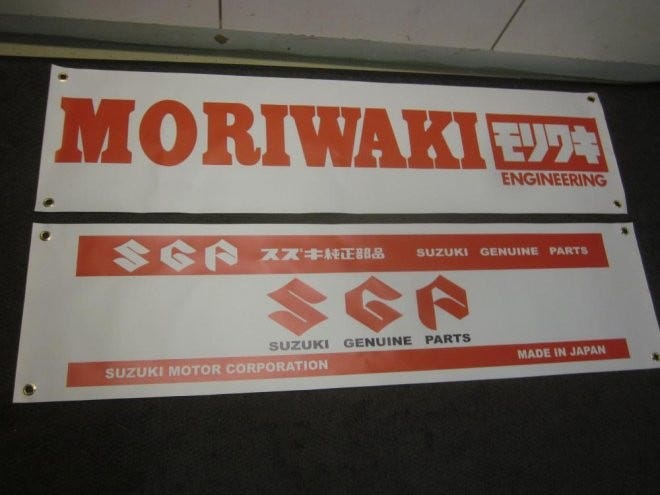 MORIWAKI モリワキ
ENGINEERING
SGP スズキ純正部品 SUZUKI GENUINE PARTS
SGP
SUZUKI GENUINE PARTS
SUZUKI MOTOR CORPORATION MADE IN JAPAN